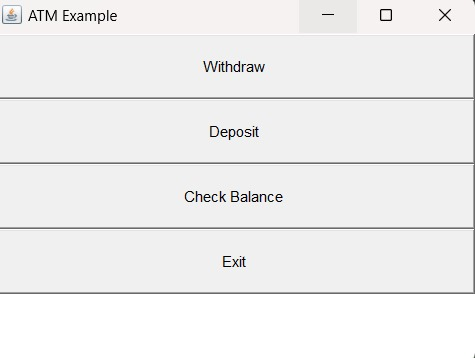 ATM Example
Withdraw
Deposit
Check Balance
Exit